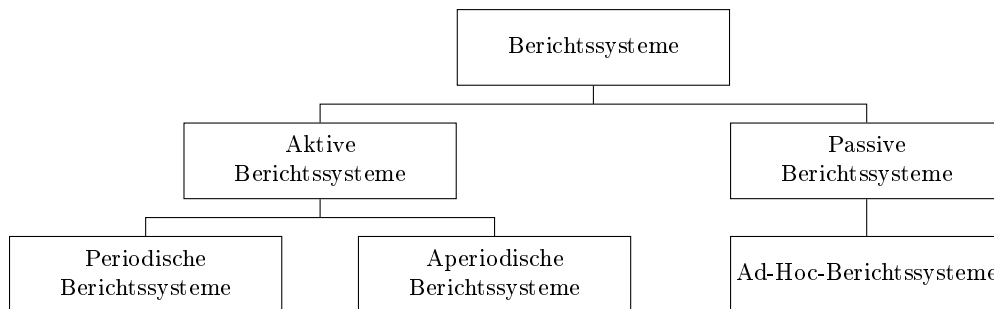 Berichtssysteme
Aktive
Berichtssysteme
Passive
Berichtssysteme
Periodische
Berichtssysteme
Aperiodische
Berichtssysteme
Ad-Hoc-Berichtssysteme